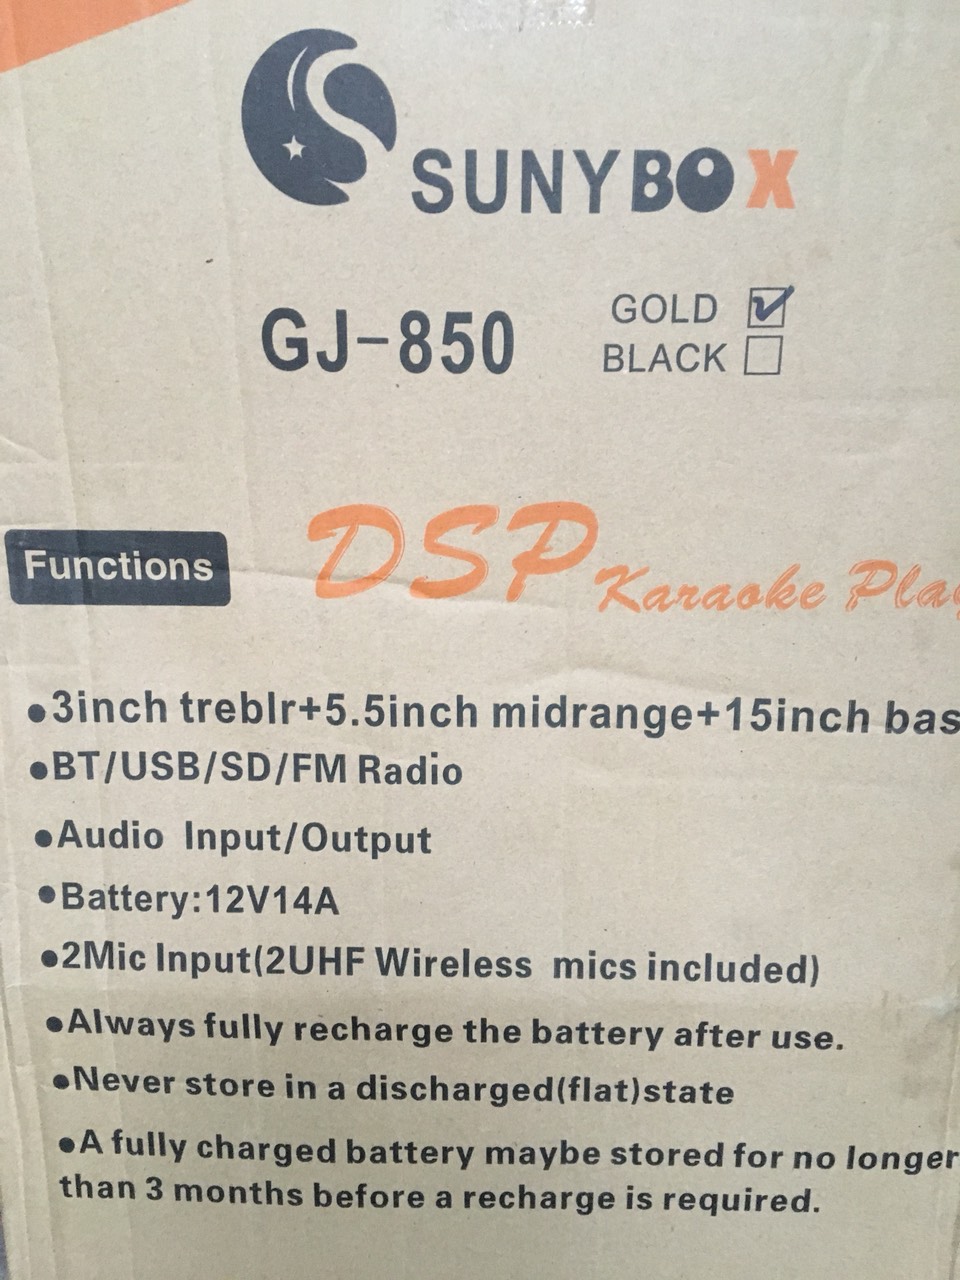 SUNYBOX
GJ-850
GOLD
BLACK
Functions
DSP Karaoke Pla
•3inch treblr+5.5inch midrange+15inch bas
•BT/USB/SD/FM Radio
•Audio Input/Output
•Battery:12V14A
•2Mic Input(2UHF Wireless mics included)
•Always fully recharge the battery after use.
•Never store in a discharged(flat)state
•A fully charged battery maybe stored for no longer
than 3 months before a recharge is required.